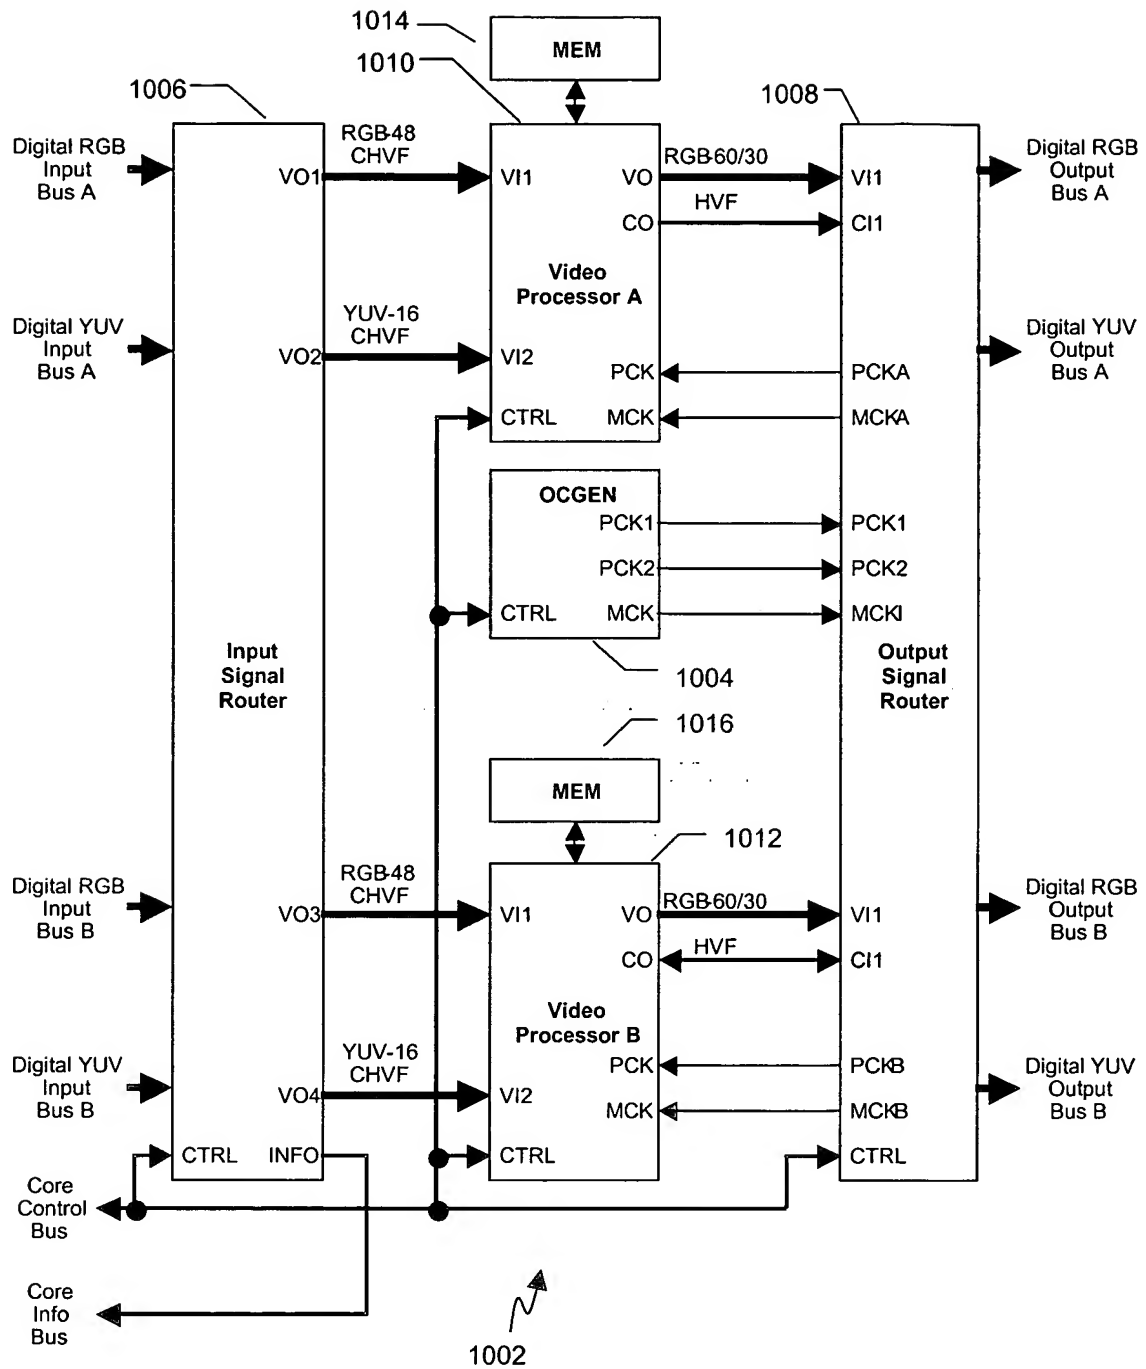 1014
MEM
1010
1006
1008
Digital RGB
Input
Bus A
RGB-48
CHVF
VO1
VI1
VO
RGB-60/30
VI1
Digital RGB
Output
Bus A
CO
HVF
CI1
Video
Processor A
Digital YUV
Input
Bus A
YUV-16
CHVF
VO2
VI2
PCK
PCKA
Digital YUV
Output
Bus A
CTRL
MCK
MCKA
OCGEN
PCK1
PCK1
PCK2
PCK2
CTRL
MCK
MCKI
Input
Signal
Router
1004
Output
Signal
Router
1016
MEM
1012
Digital RGB
Input
Bus B
RGB-48
CHVF
VO3
VI1
VO
RGB-60/30
VI1
Digital RGB
Output
Bus B
CO
HVF
CI1
Video
Processor B
Digital YUV
Input
Bus B
YUV-16
CHVF
VO4
VI2
PCK
PCKB
Digital YUV
Output
Bus B
MCK
MCKB
CTRL
INFO
CTRL
CTRL
Core
Control
Bus
Core
Info
Bus
1002